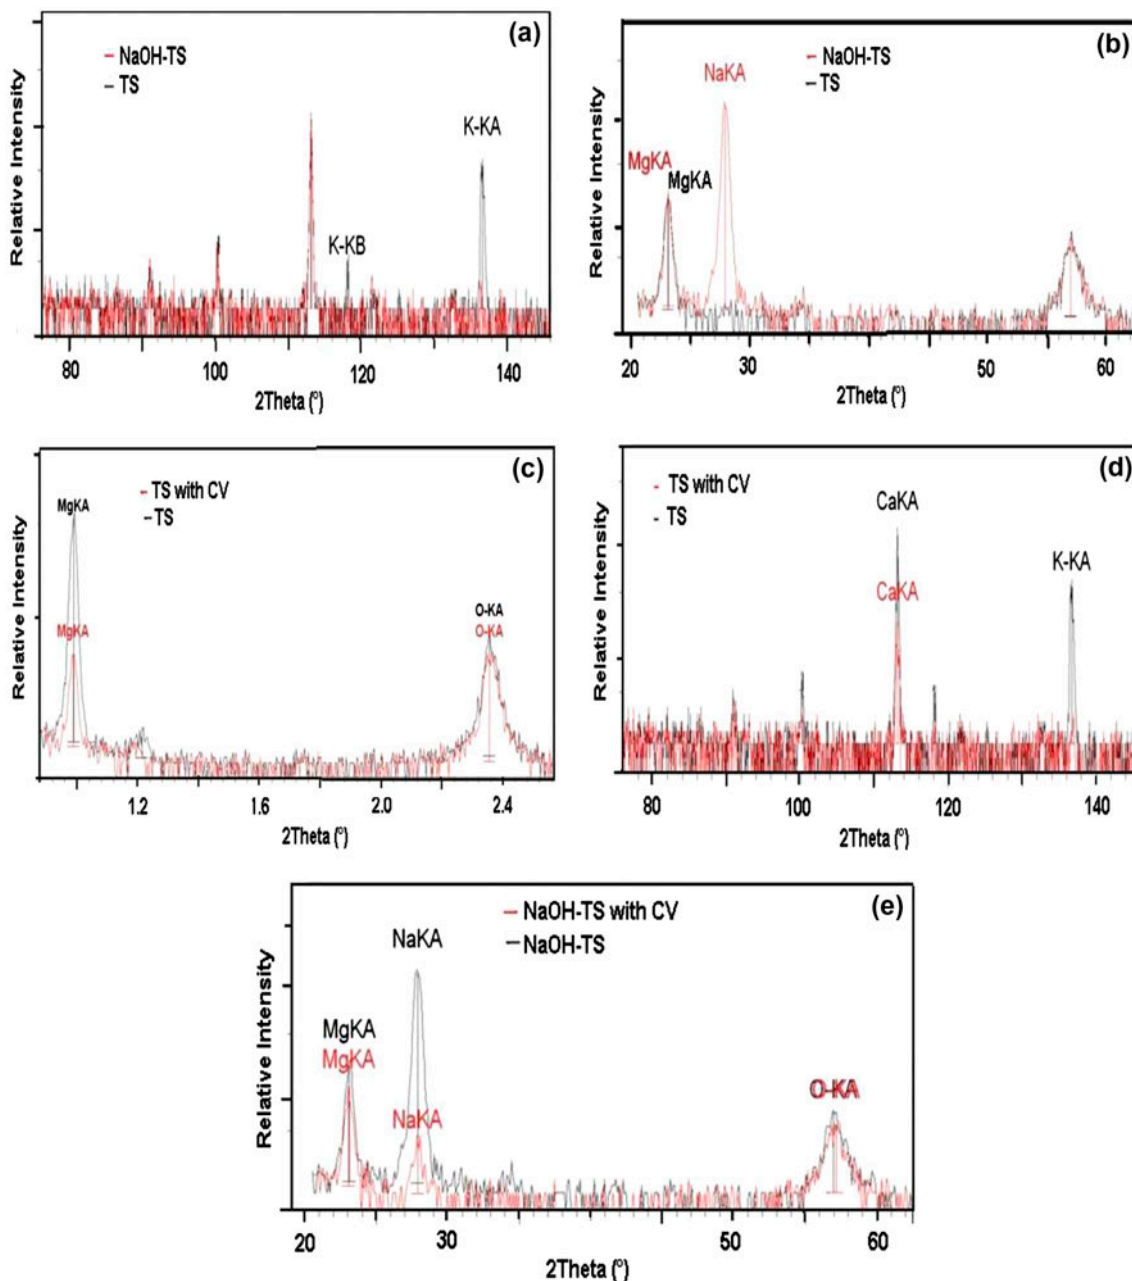 (a)
NaOH-TS
TS
K-KA
K-KB
Relative Intensity
80 100 120 140
2Theta (°)
(b)
NaOH-TS
TS
NaKA
MgKA
MgKA
Relative Intensity
20 30 50 60
2Theta (°)
(c)
TS with CV
TS
MgKA
MgKA
O-KA
O-KA
Relative Intensity
1.2 1.6 2.0 2.4
2Theta (°)
(d)
TS with CV
TS
CaKA
CaKA
K-KA
Relative Intensity
80 100 120 140
2Theta (°)
(e)
NaOH-TS with CV
NaOH-TS
NaKA
MgKA
MgKA
NaKA
O-KA
Relative Intensity
20 30 50 60
2Theta (°)